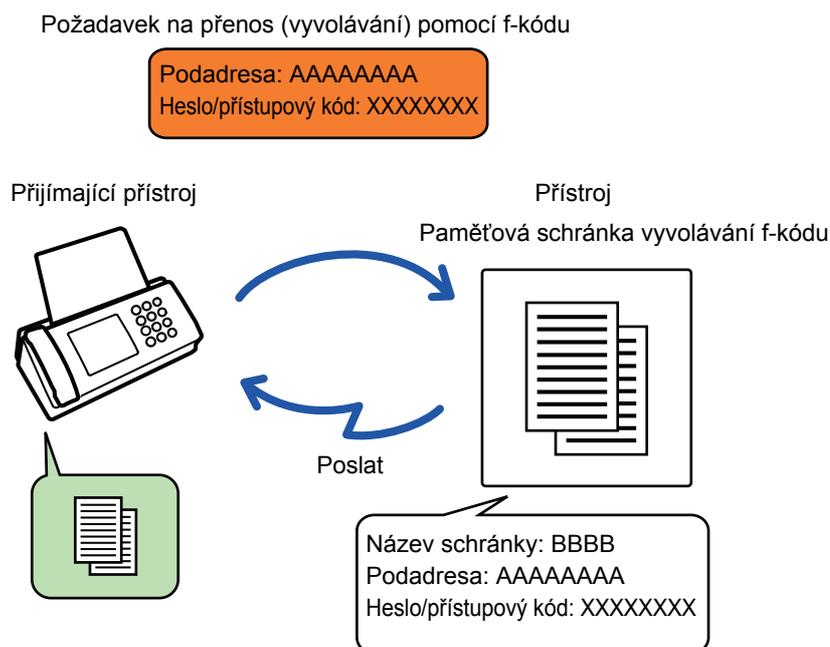 Požadavek na přenos (vyvolávání) pomocí f-kódu
Podadresa: AAAAAAAA
Heslo/přístupový kód: XXXXXXXX
Přijímající přístroj
Přístroj
Paměťová schránka vyvolávání f-kódu
Poslat
Název schránky: BBBB
Podadresa: AAAAAAAA
Heslo/přístupový kód: XXXXXXXX